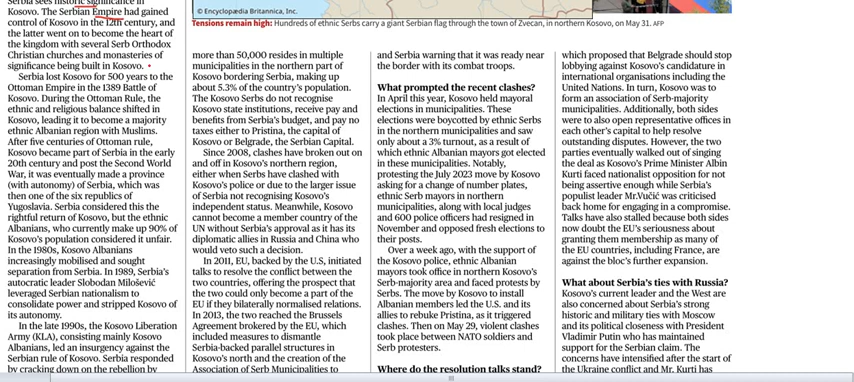 Serbia sees historic significance in
Kosovo. The Serbian Empire had gained
control of Kosovo in the 12th century, and
the latter went on to become the heart of
the kingdom with several Serb Orthodox
Christian churches and monasteries of
significance being built in Kosovo.
Serbia lost Kosovo for 500 years to the
Ottoman Empire in the 1389 Battle of
Kosovo. During the Ottoman Rule, the
ethnic and religious balance shifted in
Kosovo, leading it to become a majority
ethnic Albanian region with Muslims.
After five centuries of Ottoman rule,
Kosovo became part of Serbia in the early
20th century and post the Second World
War, it was eventually made a province
(with autonomy) of Serbia, which was
then one of the six republics of
Yugoslavia. Serbia considered this the
rightful return of Kosovo, but the ethnic
Albanians, who currently make up 90% of
Kosovo's population considered it unfair.
In the 1980s, Kosovo Albanians
increasingly mobilised and sought
separation from Serbia. In 1989, Serbia's
autocratic leader Slobodan Milošević
leveraged Serbian nationalism to
consolidate power and stripped Kosovo of
its autonomy.
In the late 1990s, the Kosovo Liberation
Army (KLA), consisting mainly Kosovo
Albanians, led an insurgency against the
Serbian rule of Kosovo. Serbia responded
by cracking down on the rebellion by
© Encyclopædia Britannica, Inc.
Tensions remain high: Hundreds of ethnic Serbs carry a giant Serbian flag through the town of Zvecan, in northern Kosovo, on May 31. AFP
more than 50,000 resides in multiple
municipalities in the northern part of
Kosovo bordering Serbia, making up
about 5.3% of the country's population.
The Kosovo Serbs do not recognise
Kosovo state institutions, receive pay and
benefits from Serbia's budget, and pay no
taxes either to Pristina, the capital of
Kosovo or Belgrade, the Serbian Capital.
Since 2008, clashes have broken out on
and off in Kosovo's northern region,
either when Serbs have clashed with
Kosovo's police or due to the larger issue
of Serbia not recognising Kosovo's
independent status. Meanwhile, Kosovo
cannot become a member country of the
UN without Serbia's approval as it has its
diplomatic allies in Russia and China who
would veto such a decision.
In 2011, EU, backed by the U.S, initiated
talks to resolve the conflict between the
two countries, offering the prospect that
the two could only become a part of the
EU if they bilaterally normalised relations.
In 2013, the two reached the Brussels
Agreement brokered by the EU, which
included measures to dismantle
Serbia-backed parallel structures in
Kosovo's north and the creation of the
Association of Serb Municipalities to
and Serbia warning that it was ready near
the border with its combat troops.
What prompted the recent clashes?
In April this year, Kosovo held mayoral
elections in municipalities. These
elections were boycotted by ethnic Serbs
in the northern municipalities and saw
only about a 3% turnout, as a result of
which ethnic Albanian mayors got elected
in these municipalities. Notably,
protesting the July 2023 move by Kosovo
asking for a change of number plates,
ethnic Serb mayors in northern
municipalities, along with local judges
and 600 police officers had resigned in
November and opposed fresh elections to
their posts.
Over a week ago, with the support of
the Kosovo police, ethnic Albanian
mayors took office in northern Kosovo's
Serb-majority area and faced protests by
Serbs. The move by Kosovo to install
Albanian members led the U.S. and its
allies to rebuke Pristina, as it triggered
clashes. Then on May 29, violent clashes
took place between NATO soldiers and
Serb protesters.
Where do the resolution talks stand?
which proposed that Belgrade should stop
lobbying against Kosovo's candidature in
international organisations including the
United Nations. In turn, Kosovo was to
form an association of Serb-majority
municipalities. Additionally, both sides
were to also open representative offices in
each other's capital to help resolve
outstanding disputes. However, the two
parties eventually walked out of singing
the deal as Kosovo's Prime Minister Albin
Kurti faced nationalist opposition for not
being assertive enough while Serbia's
populist leader Mr.Vučić was criticised
back home for engaging in a compromise.
Talks have also stalled because both sides
now doubt the EU's seriousness about
granting them membership as many of
the EU countries, including France, are
against the bloc's further expansion.
What about Serbia's ties with Russia?
Kosovo's current leader and the West are
also concerned about Serbia's strong
historic and military ties with Moscow
and its political closeness with President
Vladimir Putin who has maintained
support for the Serbian claim. The
concerns have intensified after the start of
the Ukraine conflict and Mr. Kurti has